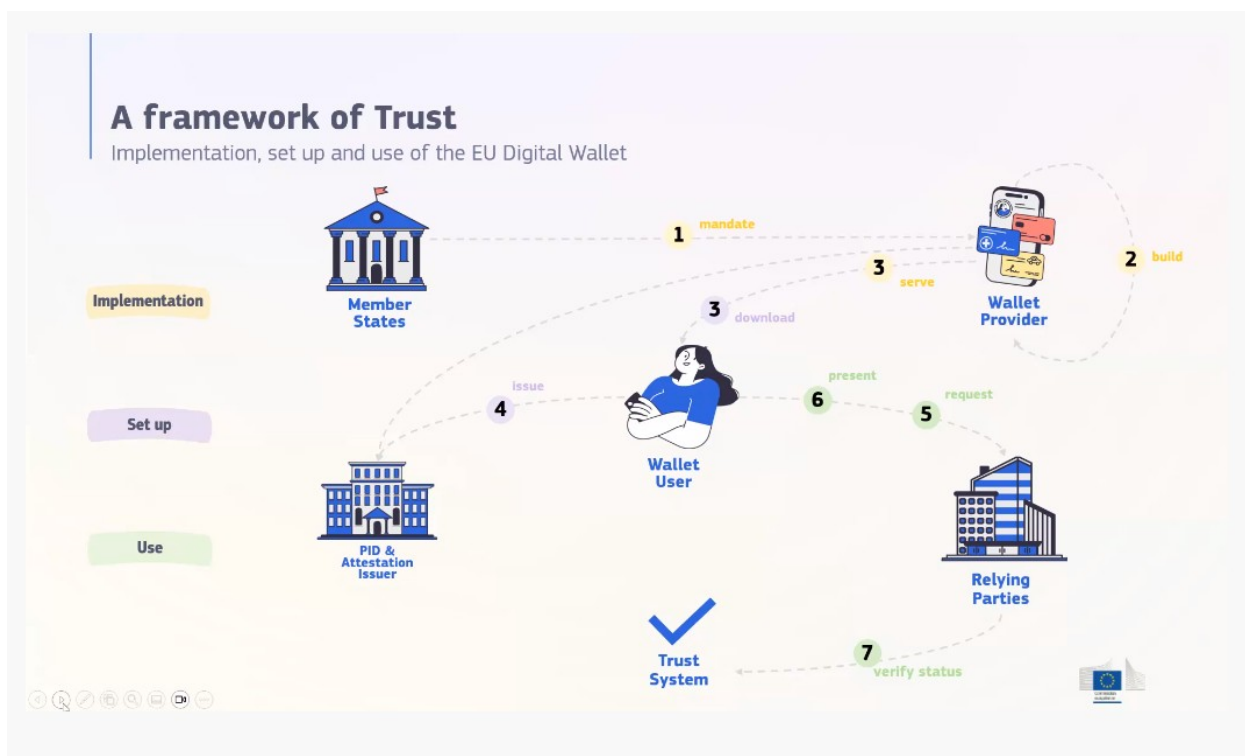 A framework of Trust
Implementation, set up and use of the EU Digital Wallet
1
mandate
3
serve
2
build
Implementation
Member
States
3
download
Wallet
Provider
issue
4
present
6
request
5
Set up
Wallet
User
Use
PID &
Attestation
Issuer
Relying
Parties
Trust
System
7
verify status